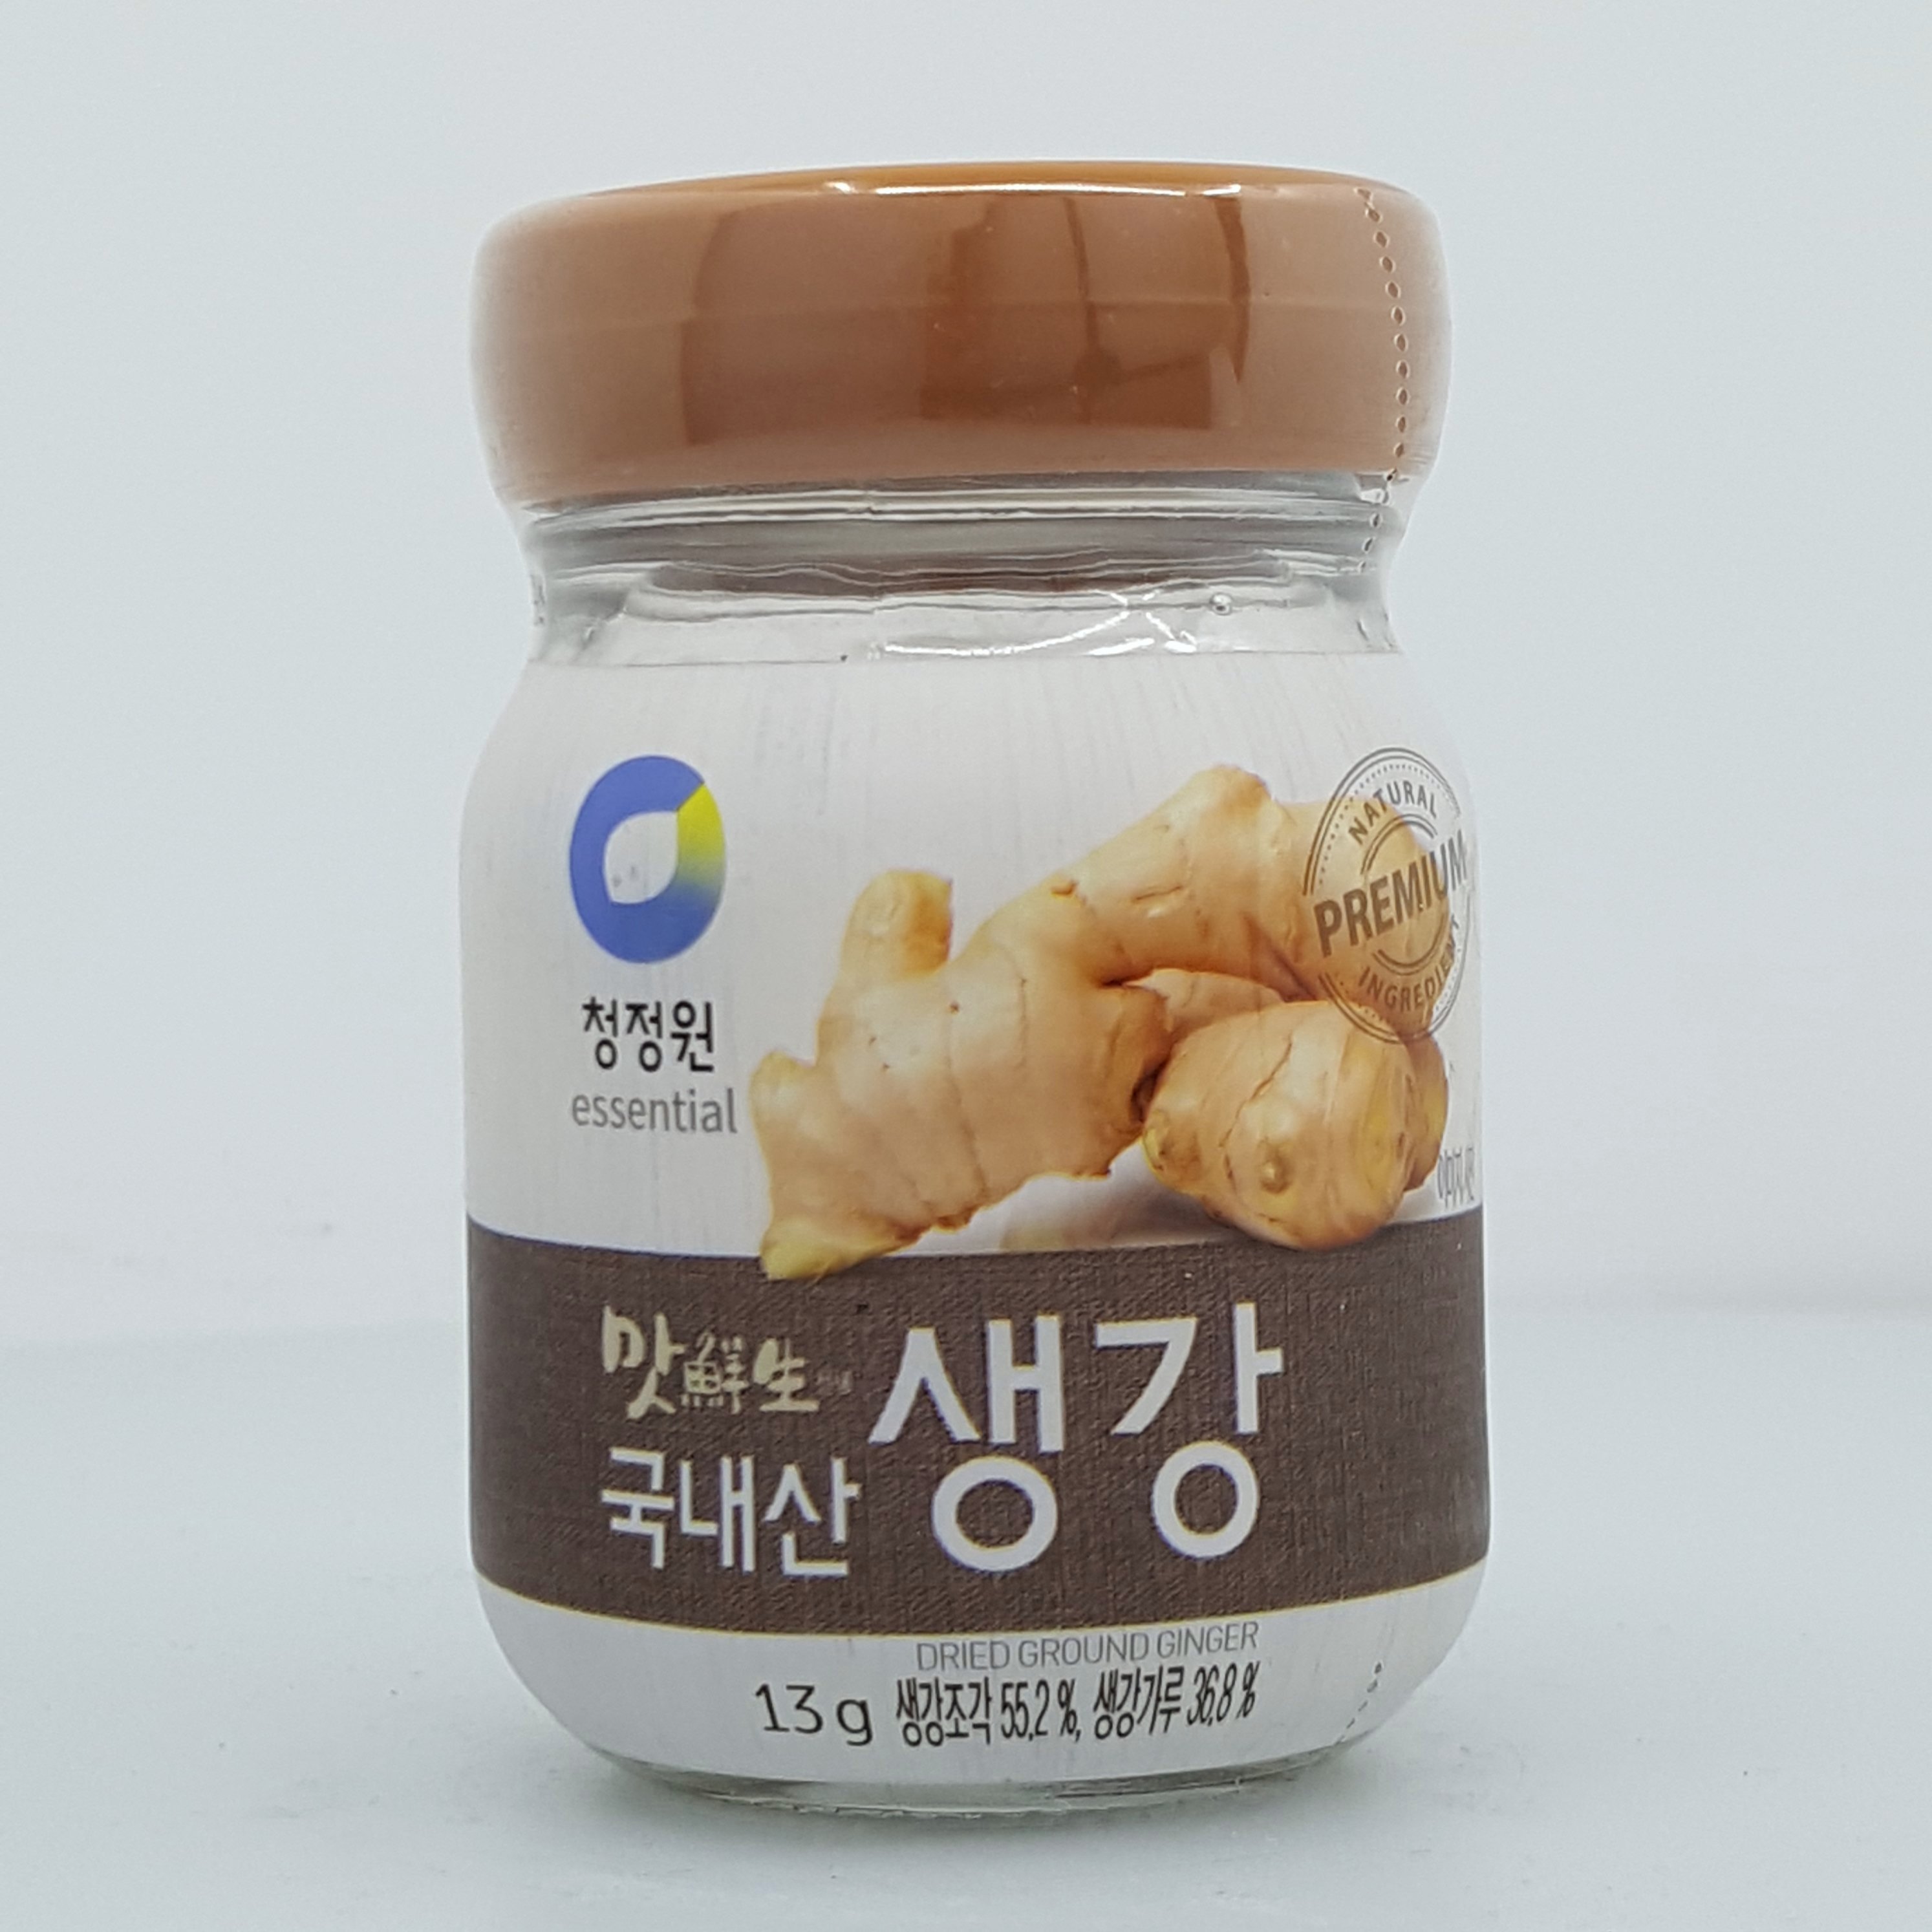 청정원
essential
NATURAL
PREMIUM
INGREDIENT
맛鮮生
국내산
생강
DRIED GROUND GINGER
13g 생강조각 55.2%, 생강가루 36.8%